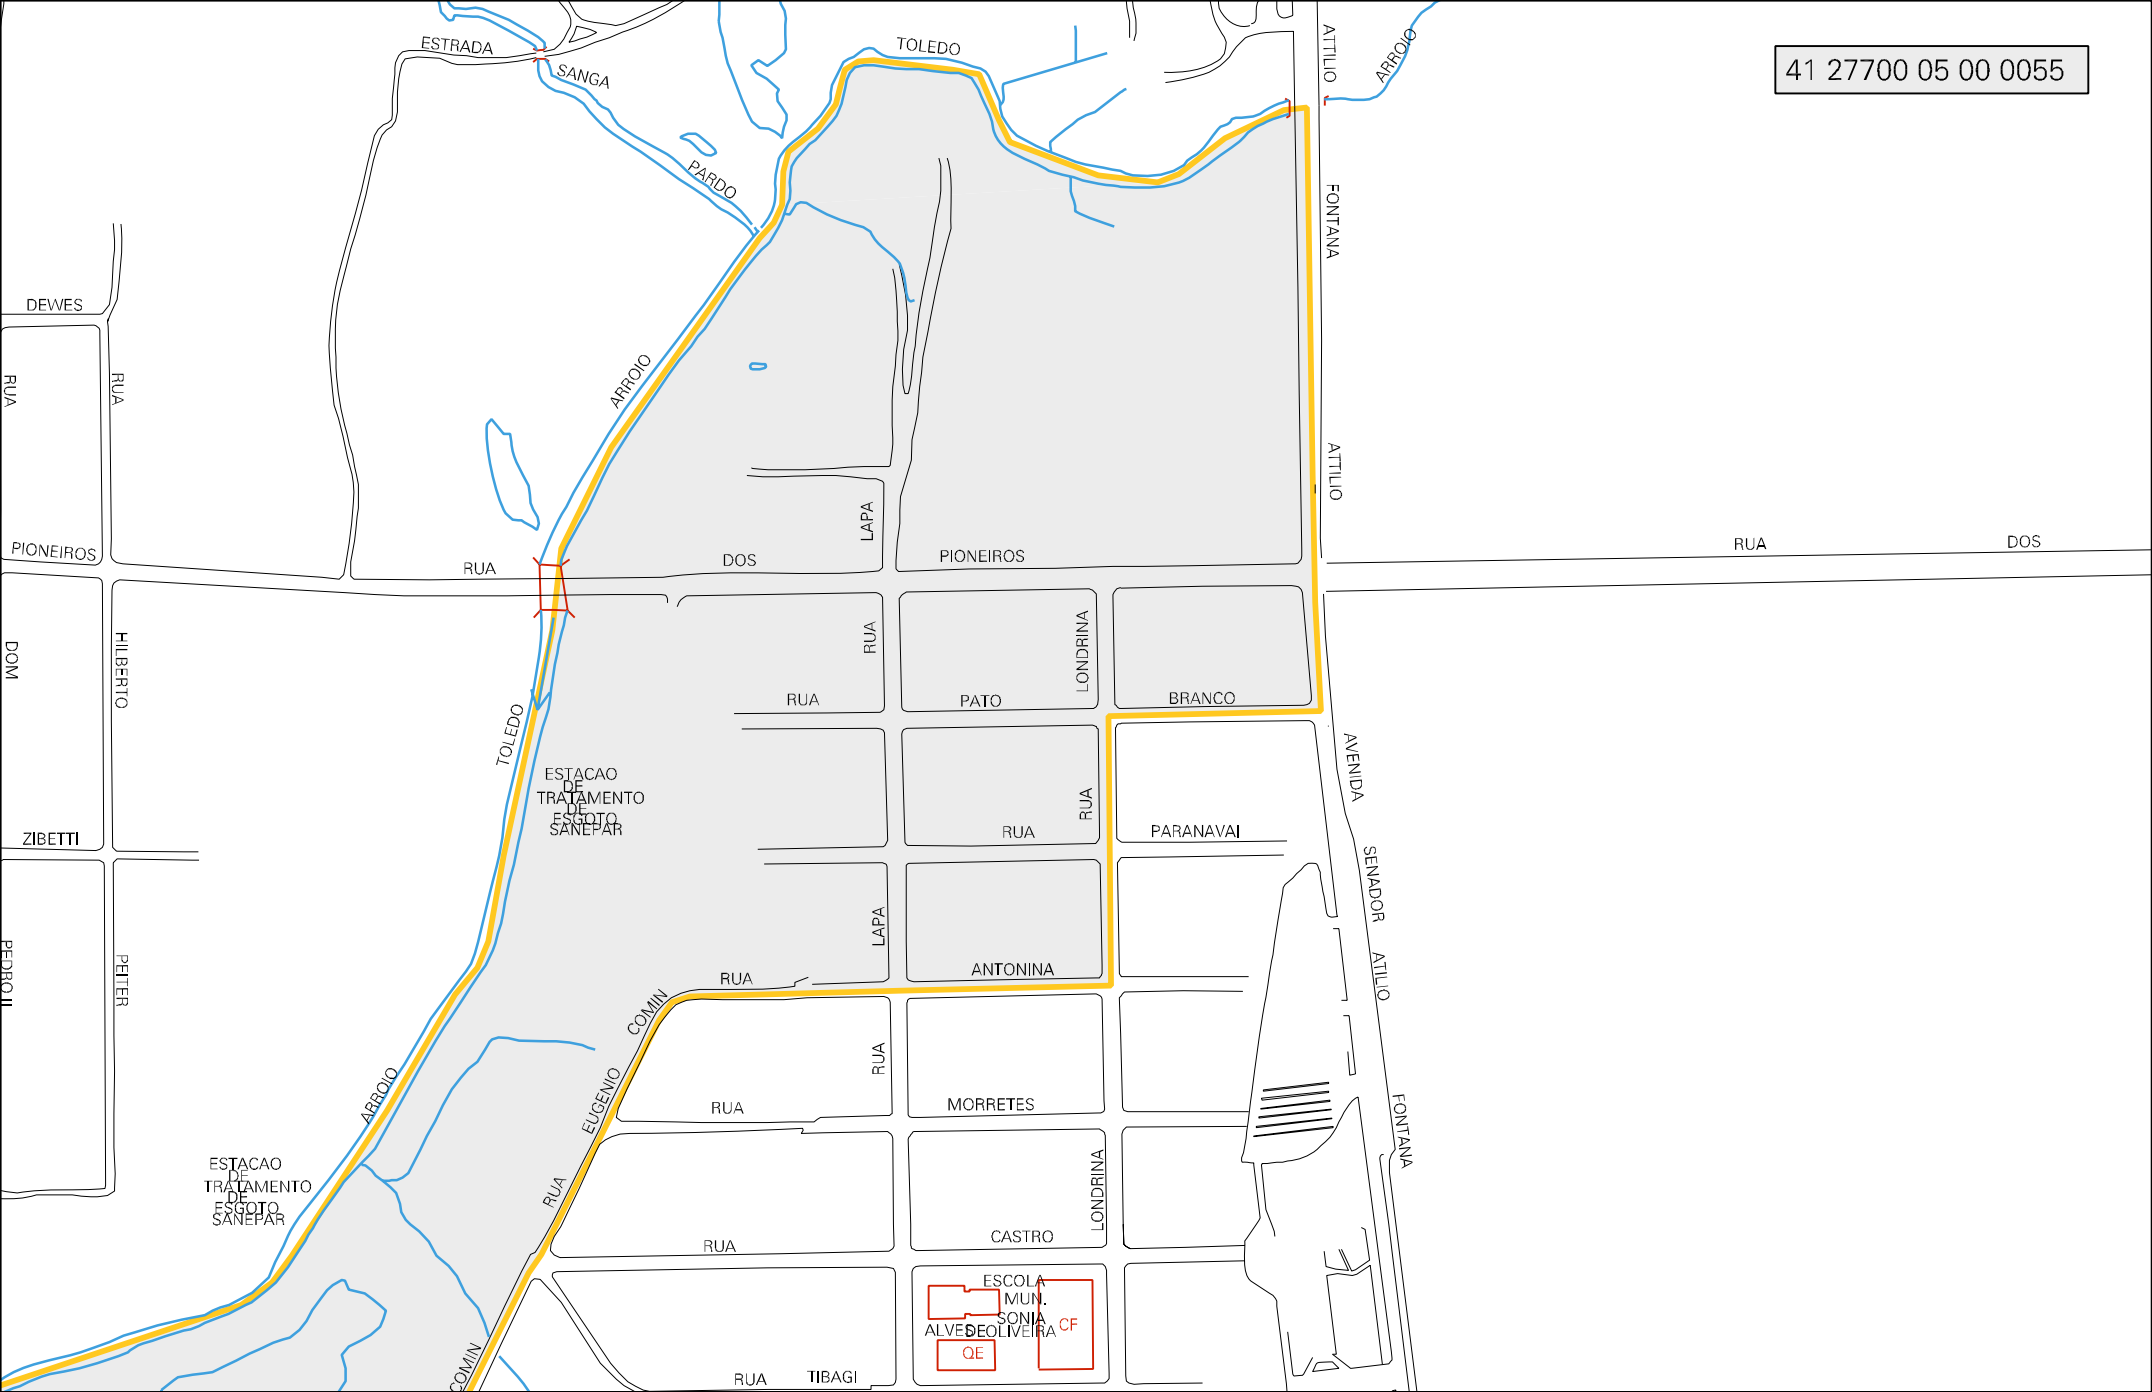 ESTRADA
SANGA
PARDO
TOLEDO
ATTILIO
ARROIO
41 27700 05 00 0055
FONTANA
DEWES
RUA
RUA
ARROIO
ATTILIO
LAPA
PIONEIROS
RUA
DOS
PIONEIROS
RUA
DOS
DOM
HILBERTO
RUA
LONDRINA
RUA
PATO
BRANCO
TOLEDO
AVENIDA
ESTACAO
DE
TRATAMENTO
DE
ESGOTO
SANEPAR
RUA
ZIBETTI
RUA
PARANAVAI
SENADOR
LAPA
PEDRO II
PEITER
RUA
ANTONINA
ATILIO
COMIN
RUA
ARROIO
EUGENIO
RUA
MORRETES
FONTANA
ESTACAO
DE
TRATAMENTO
DE
ESGOTO
SANEPAR
RUA
LONDRINA
RUA
CASTRO
ESCOLA
MUN.
SONIA
ALVES
DE
OLIVEIRA
CF
QE
COMIN
RUA
TIBAGI